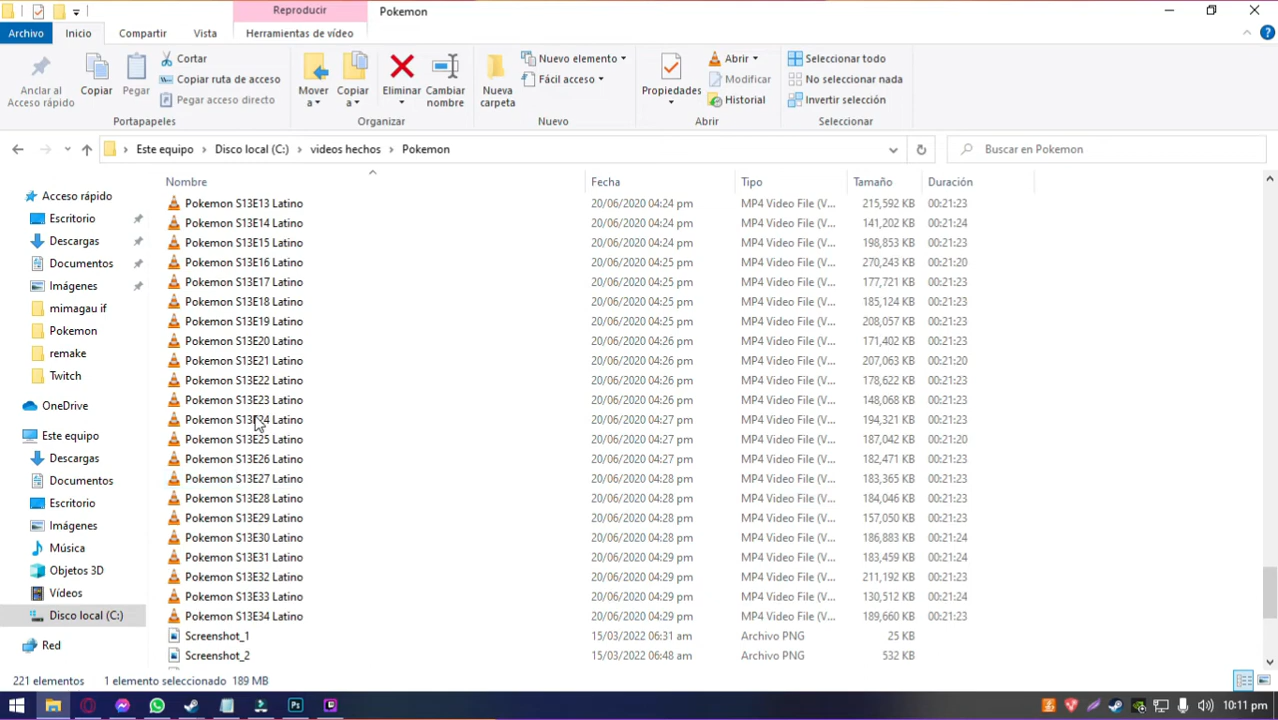 Reproducir
Pokemon
Archivo
Inicio
Compartir
Vista
Herramientas de vídeo
Anclar al Acceso rápido
Copiar
Pegar
Cortar
Copiar ruta de acceso
Pegar acceso directo
Portapapeles
Mover a
Copiar a
Eliminar
Cambiar nombre
Organizar
Nueva carpeta
Nuevo elemento
Fácil acceso
Nuevo
Propiedades
Abrir
Modificar
Historial
Abrir
Seleccionar todo
No seleccionar nada
Invertir selección
Seleccionar
Este equipo > Disco local (C:) > videos hechos > Pokemon
Buscar en Pokemon
Acceso rápido
Escritorio
Descargas
Documentos
Imágenes
mimagau if
Pokemon
remake
Twitch
OneDrive
Este equipo
Descargas
Documentos
Escritorio
Imágenes
Música
Objetos 3D
Vídeos
Disco local (C:)
Red
Nombre Fecha Tipo Tamaño Duración
Pokemon S13E13 Latino 20/06/2020 04:24 pm MP4 Video File (V... 215,592 KB 00:21:23
Pokemon S13E14 Latino 20/06/2020 04:24 pm MP4 Video File (V... 141,202 KB 00:21:24
Pokemon S13E15 Latino 20/06/2020 04:24 pm MP4 Video File (V... 198,853 KB 00:21:23
Pokemon S13E16 Latino 20/06/2020 04:25 pm MP4 Video File (V... 270,243 KB 00:21:20
Pokemon S13E17 Latino 20/06/2020 04:25 pm MP4 Video File (V... 177,721 KB 00:21:23
Pokemon S13E18 Latino 20/06/2020 04:25 pm MP4 Video File (V... 185,124 KB 00:21:23
Pokemon S13E19 Latino 20/06/2020 04:25 pm MP4 Video File (V... 208,057 KB 00:21:23
Pokemon S13E20 Latino 20/06/2020 04:26 pm MP4 Video File (V... 171,402 KB 00:21:23
Pokemon S13E21 Latino 20/06/2020 04:26 pm MP4 Video File (V... 207,063 KB 00:21:20
Pokemon S13E22 Latino 20/06/2020 04:26 pm MP4 Video File (V... 178,622 KB 00:21:23
Pokemon S13E23 Latino 20/06/2020 04:26 pm MP4 Video File (V... 148,068 KB 00:21:23
Pokemon S13E24 Latino 20/06/2020 04:27 pm MP4 Video File (V... 194,321 KB 00:21:23
Pokemon S13E25 Latino 20/06/2020 04:27 pm MP4 Video File (V... 187,042 KB 00:21:20
Pokemon S13E26 Latino 20/06/2020 04:27 pm MP4 Video File (V... 182,471 KB 00:21:23
Pokemon S13E27 Latino 20/06/2020 04:28 pm MP4 Video File (V... 183,365 KB 00:21:23
Pokemon S13E28 Latino 20/06/2020 04:28 pm MP4 Video File (V... 184,046 KB 00:21:23
Pokemon S13E29 Latino 20/06/2020 04:28 pm MP4 Video File (V... 157,050 KB 00:21:23
Pokemon S13E30 Latino 20/06/2020 04:28 pm MP4 Video File (V... 186,883 KB 00:21:24
Pokemon S13E31 Latino 20/06/2020 04:29 pm MP4 Video File (V... 183,459 KB 00:21:24
Pokemon S13E32 Latino 20/06/2020 04:29 pm MP4 Video File (V... 211,192 KB 00:21:23
Pokemon S13E33 Latino 20/06/2020 04:29 pm MP4 Video File (V... 130,512 KB 00:21:24
Pokemon S13E34 Latino 20/06/2020 04:29 pm MP4 Video File (V... 189,660 KB 00:21:23
Screenshot_1 15/03/2022 06:31 am Archivo PNG 25 KB
Screenshot_2 15/03/2022 06:48 am Archivo PNG 532 KB
221 elementos 1 elemento seleccionado 189 MB
Ps
10:11 pm